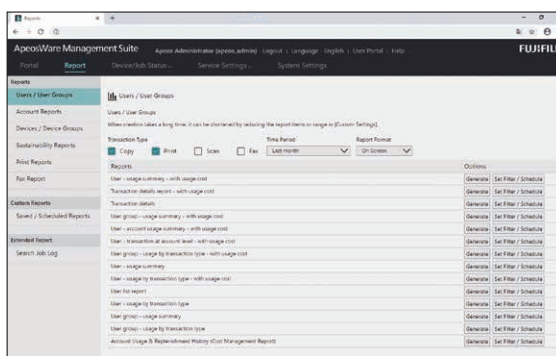 Reports
ApeosWare Management Suite
Apeos Administrator (apeos_admin) Logout | Language - English | User Portal | Help
FUJIFILM
Portal Report Device/Job Status Service Settings System Settings
Reports
Users / User Groups
Account Reports
Devices / Device Groups
Sustainability Reports
Print Reports
Fax Report
Custom Reports
Saved / Scheduled Reports
Extended Report
Search Job Log
Users / User Groups
Users / User Groups
When creation takes a long time, it can be shortened by reducing the report items or range in [Custom Settings].
Transaction Type Time Period Report Format
Copy Print Scan Fax Last month On Screen
Reports Options
User - usage summary - with usage cost Generate Set Filter / Schedule
Transaction details report - with usage cost Generate Set Filter / Schedule
Transaction details Generate Set Filter / Schedule
User group - usage summary - with usage cost Generate Set Filter / Schedule
User - account usage summary - with usage cost Generate Set Filter / Schedule
User - transaction at account level - with usage cost Generate Set Filter / Schedule
User group - usage by transaction type - with usage cost Generate Set Filter / Schedule
User - usage summary Generate Set Filter / Schedule
User - usage by transaction type - with usage cost Generate Set Filter / Schedule
User list report Generate Set Filter / Schedule
User - usage by transaction type Generate Set Filter / Schedule
User group - usage summary Generate Set Filter / Schedule
User group - usage by transaction type Generate Set Filter / Schedule
Account Usage & Replenishment History (Cost Management Report) Generate Set Filter / Schedule